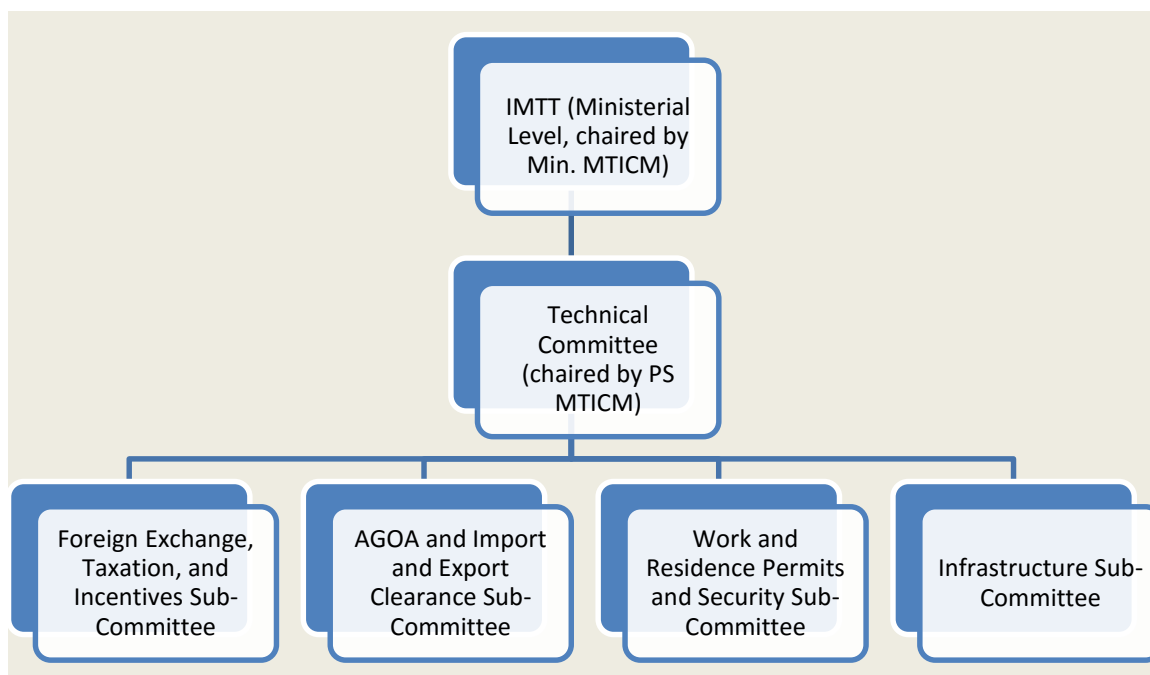 IMTT (Ministerial
Level, chaired by
Min. MTICM)
Technical
Committee
(chaired by PS
MTICM)
Foreign Exchange,
Taxation, and
Incentives Sub-
Committee
AGOA and Import
and Export
Clearance Sub-
Committee
Work and
Residence Permits
and Security Sub-
Committee
Infrastructure Sub-
Committee